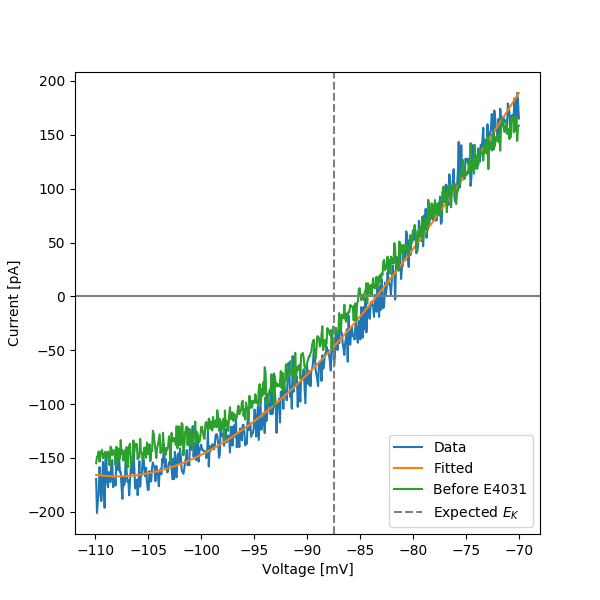 200
150
100
50
0
−50
−100
−150
−200
Current [pA]
Data
Fitted
Before E4031
Expected $E_K$
−110 −105 −100 −95 −90 −85 −80 −75 −70
Voltage [mV]